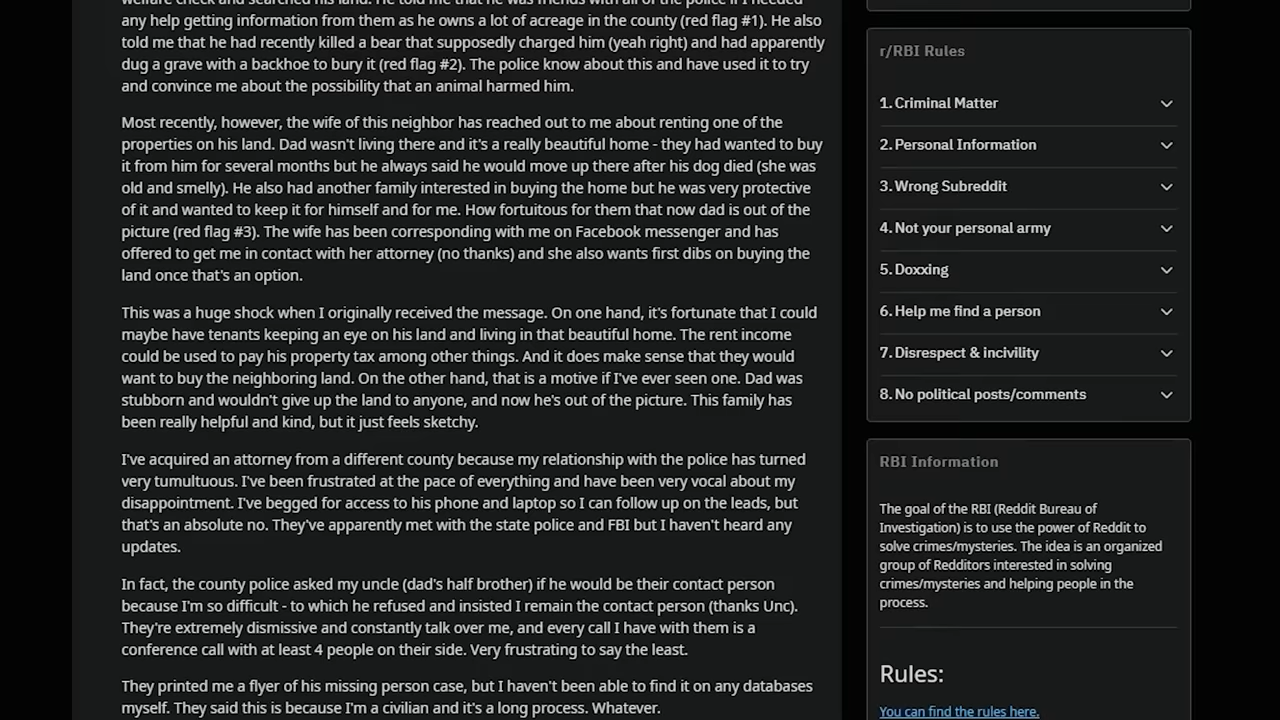 welfare check and searched his land. He told me that he was friends with all of the police if I needed
any help getting information from them as he owns a lot of acreage in the county (red flag #1). He also
told me that he had recently killed a bear that supposedly charged him (yeah right) and had apparently
dug a grave with a backhoe to bury it (red flag #2). The police know about this and have used it to try
and convince me about the possibility that an animal harmed him.
Most recently, however, the wife of this neighbor has reached out to me about renting one of the
properties on his land. Dad wasn't living there and it's a really beautiful home - they had wanted to buy
it from him for several months but he always said he would move up there after his dog died (she was
old and smelly). He also had another family interested in buying the home but he was very protective
of it and wanted to keep it for himself and for me. How fortuitous for them that now dad is out of the
picture (red flag #3). The wife has been corresponding with me on Facebook messenger and has
offered to get me in contact with her attorney (no thanks) and she also wants first dibs on buying the
land once that's an option.
This was a huge shock when I originally received the message. On one hand, it's fortunate that I could
maybe have tenants keeping an eye on his land and living in that beautiful home. The rent income
could be used to pay his property tax among other things. And it does make sense that they would
want to buy the neighboring land. On the other hand, that is a motive if I've ever seen one. Dad was
stubborn and wouldn't give up the land to anyone, and now he's out of the picture. This family has
been really helpful and kind, but it just feels sketchy.
I've acquired an attorney from a different county because my relationship with the police has turned
very tumultuous. I've been frustrated at the pace of everything and have been very vocal about my
disappointment. I've begged for access to his phone and laptop so I can follow up on the leads, but
that's an absolute no. They've apparently met with the state police and FBI but I haven't heard any
updates.
In fact, the county police asked my uncle (dad's half brother) if he would be their contact person
because I'm so difficult - to which he refused and insisted I remain the contact person (thanks Unc).
They're extremely dismissive and constantly talk over me, and every call I have with them is a
conference call with at least 4 people on their side. Very frustrating to say the least.
They printed me a flyer of his missing person case, but I haven't been able to find it on any databases
myself. They said this is because I'm a civilian and it's a long process. Whatever.
r/RBI Rules
1. Criminal Matter
2. Personal Information
3. Wrong Subreddit
4. Not your personal army
5. Doxxing
6. Help me find a person
7. Disrespect & incivility
8. No political posts/comments
RBI Information
The goal of the RBI (Reddit Bureau of
Investigation) is to use the power of Reddit to
solve crimes/mysteries. The idea is an organized
group of Redditors interested in solving
crimes/mysteries and helping people in the
process.
Rules:
You can find the rules here.